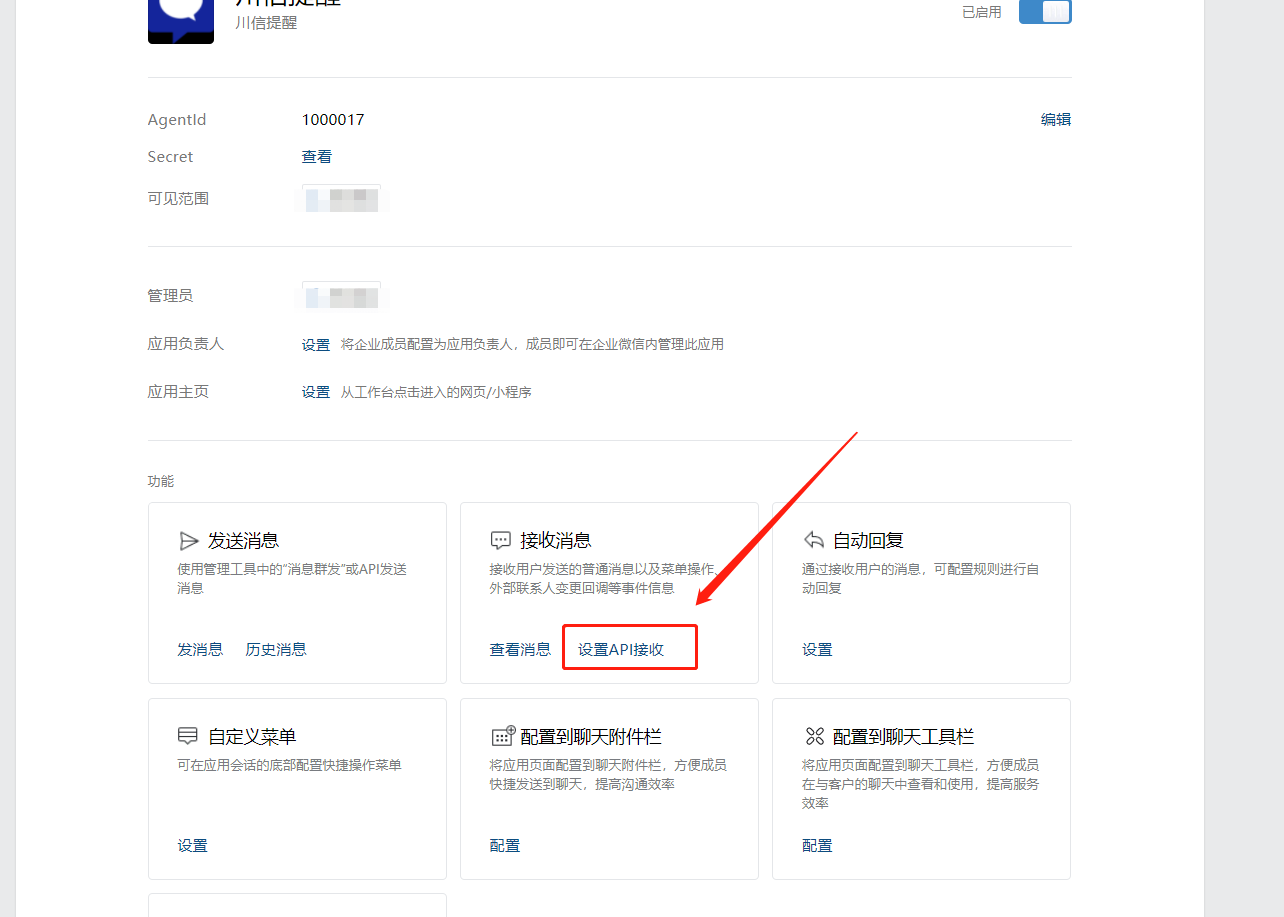 川信提醒
川信提醒
已启用
AgentId
1000017
编辑
Secret
查看
可见范围
管理员
应用负责人
设置 将企业成员配置为应用负责人，成员即可在企业微信内管理此应用
应用主页
设置 从工作台点击进入的网页/小程序
功能
发送消息
使用管理工具中的“消息群发”或API发送
消息
发消息 历史消息
接收消息
接收用户发送的普通消息以及菜单操作、
外部联系人变更回调等事件信息
查看消息 设置API接收
自动回复
通过接收用户的消息，可配置规则进行自
动回复
设置
自定义菜单
可在应用会话的底部配置快捷操作菜单
设置
配置到聊天附件栏
将应用页面配置到聊天附件栏，方便成员
快捷发送到聊天，提高沟通效率
配置
配置到聊天工具栏
将应用页面配置到聊天工具栏，方便成员
在与客户的聊天中查看和使用，提高服务
效率
配置